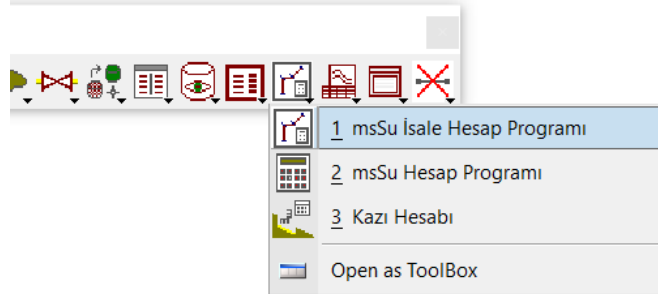 1 msSu İsale Hesap Programı
2 msSu Hesap Programı
3 Kazı Hesabı
Open as ToolBox